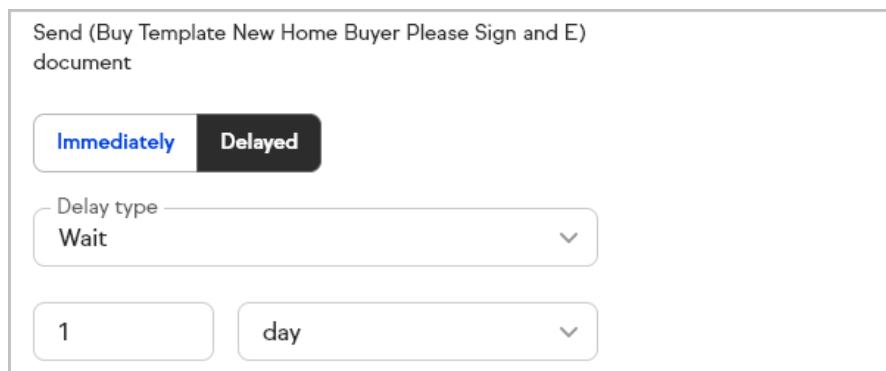 Send (Buy Template New Home Buyer Please Sign and E)
document
Immediately Delayed
Delay type
Wait
1 day